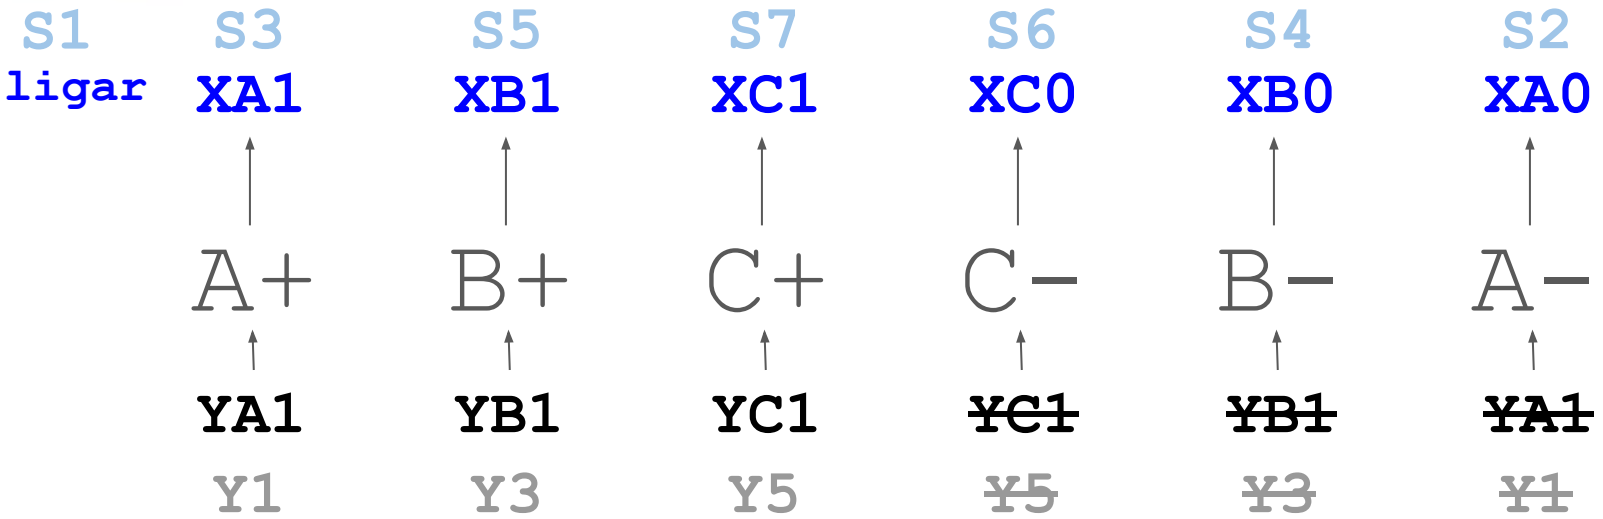 S1 S3 S5 S7 S6 S4 S2
ligar XA1 XB1 XC1 XC0 XB0 XA0
A+ B+ C+ C- B- A-
YA1 YB1 YC1 YC1 YB1 YA1
Y1 Y3 Y5 Y5 Y3 Y1